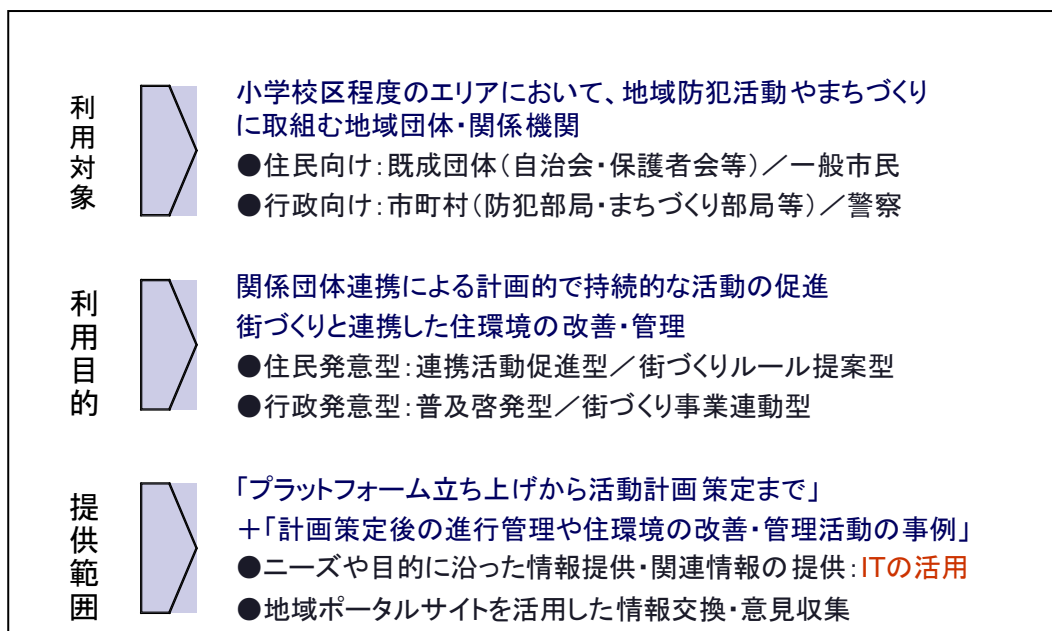 利用対象
小学校区程度のエリアにおいて、地域防犯活動やまちづくり
に取組む地域団体・関係機関
●住民向け:既成団体(自治会・保護者会等)/一般市民
●行政向け:市町村(防犯部局・まちづくり部局等)/警察
利用目的
関係団体連携による計画的で持続的な活動の促進
街づくりと連携した住環境の改善・管理
●住民発意型:連携活動促進型/街づくりルール提案型
●行政発意型:普及啓発型/街づくり事業連動型
提供範囲
「プラットフォーム立ち上げから活動計画策定まで」
+「計画策定後の進行管理や住環境の改善・管理活動の事例」
●ニーズや目的に沿った情報提供・関連情報の提供:ITの活用
●地域ポータルサイトを活用した情報交換・意見収集